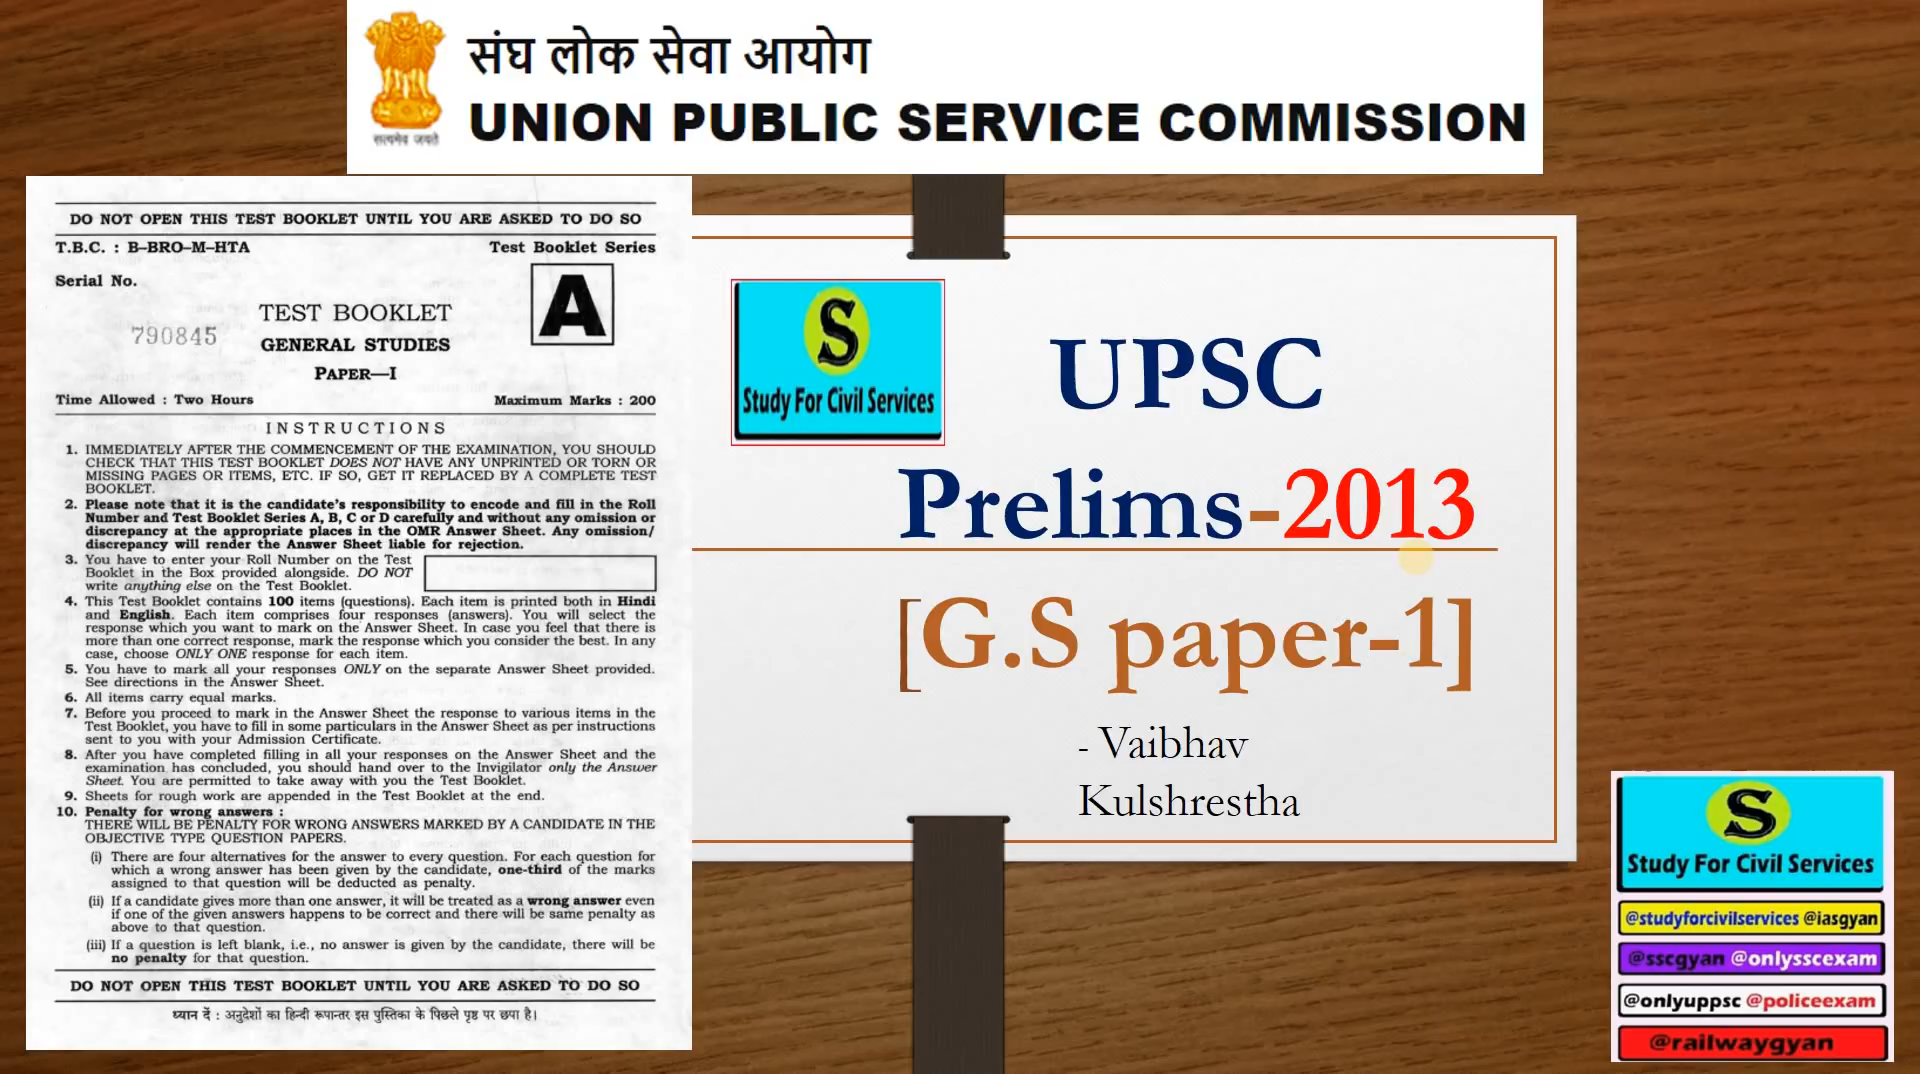 संघ लोक सेवा आयोग
UNION PUBLIC SERVICE COMMISSION
सत्यमेव जयते
DO NOT OPEN THIS TEST BOOKLET UNTIL YOU ARE ASKED TO DO SO
T.B.C. : B–BRO–M–HTA
Test Booklet Series
Serial No.
A
790845
TEST BOOKLET
GENERAL STUDIES
PAPER—I
Time Allowed : Two Hours
Maximum Marks : 200
INSTRUCTIONS
1. IMMEDIATELY AFTER THE COMMENCEMENT OF THE EXAMINATION, YOU SHOULD
CHECK THAT THIS TEST BOOKLET DOES NOT HAVE ANY UNPRINTED OR TORN OR
MISSING PAGES OR ITEMS, ETC. IF SO, GET IT REPLACED BY A COMPLETE TEST
BOOKLET.
2. Please note that it is the candidate's responsibility to encode and fill in the Roll
Number and Test Booklet Series A, B, C or D carefully and without any omission or
discrepancy at the appropriate places in the OMR Answer Sheet. Any omission/
discrepancy will render the Answer Sheet liable for rejection.
3. You have to enter your Roll Number on the Test
Booklet in the Box provided alongside. DO NOT
write anything else on the Test Booklet.
4. This Test Booklet contains 100 items (questions). Each item is printed both in Hindi
and English. Each item comprises four responses (answers). You will select the
response which you want to mark on the Answer Sheet. In case you feel that there is
more than one correct response, mark the response which you consider the best. In any
case, choose ONLY ONE response for each item.
5. You have to mark all your responses ONLY on the separate Answer Sheet provided.
See directions in the Answer Sheet.
6. All items carry equal marks.
7. Before you proceed to mark in the Answer Sheet the response to various items in the
Test Booklet, you have to fill in some particulars in the Answer Sheet as per instructions
sent to you with your Admission Certificate.
8. After you have completed filling in all your responses on the Answer Sheet and the
examination has concluded, you should hand over to the Invigilator only the Answer
Sheet. You are permitted to take away with you the Test Booklet.
9. Sheets for rough work are appended in the Test Booklet at the end.
10. Penalty for wrong answers :
THERE WILL BE PENALTY FOR WRONG ANSWERS MARKED BY A CANDIDATE IN THE
OBJECTIVE TYPE QUESTION PAPERS.
(i) There are four alternatives for the answer to every question. For each question for
which a wrong answer has been given by the candidate, one-third of the marks
assigned to that question will be deducted as penalty.
(ii) If a candidate gives more than one answer, it will be treated as a wrong answer even
if one of the given answers happens to be correct and there will be same penalty as
above to that question.
(iii) If a question is left blank, i.e., no answer is given by the candidate, there will be
no penalty for that question.
DO NOT OPEN THIS TEST BOOKLET UNTIL YOU ARE ASKED TO DO SO
ध्यान दें : अनुदेशों का हिन्दी रूपान्तर इस पुस्तिका के पिछले पृष्ठ पर छपा है।
S
Study For Civil Services
UPSC
Prelims-2013
[G.S paper-1]
- Vaibhav
Kulshrestha
S
Study For Civil Services
@studyforcivilservices @iasgyan
@sscgyan @onlysscexam
@onlyuppsc @policeexam
@railwaygyan